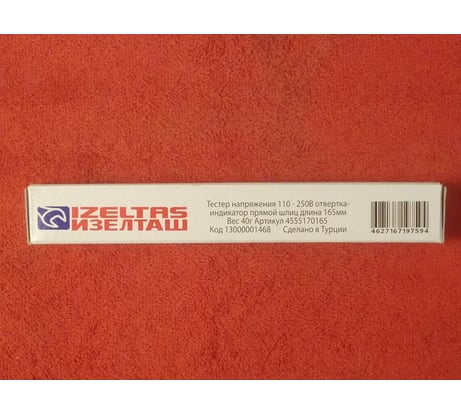 IZELTAS
ИЗЕЛТАШ
Тестер напряжения 110 - 250В отвертка-
индикатор прямой шлиц длина 165мм
Вес 40г Артикул 4555170165
Код 13000001468 Сделано в Турции
4627167197594